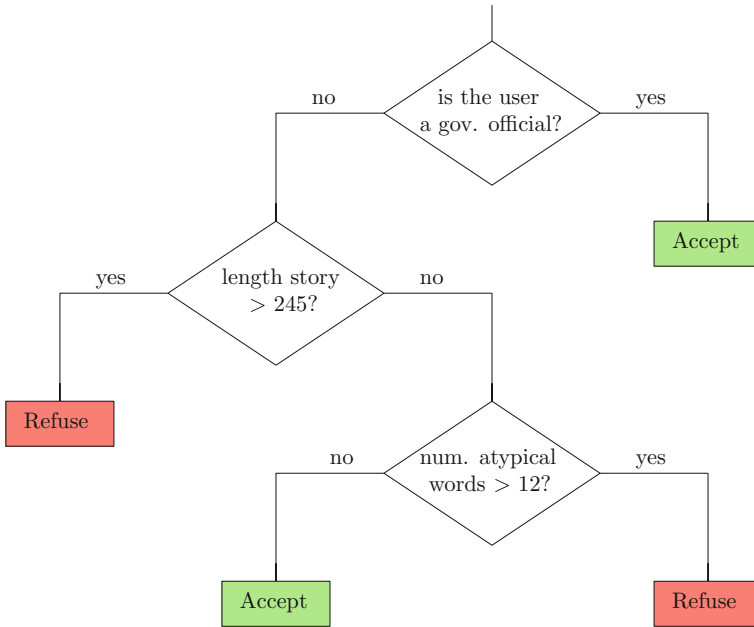 is the user
a gov. official?
no
yes
Accept
length story
> 245?
yes
no
Refuse
num. atypical
words > 12?
no
yes
Accept
Refuse